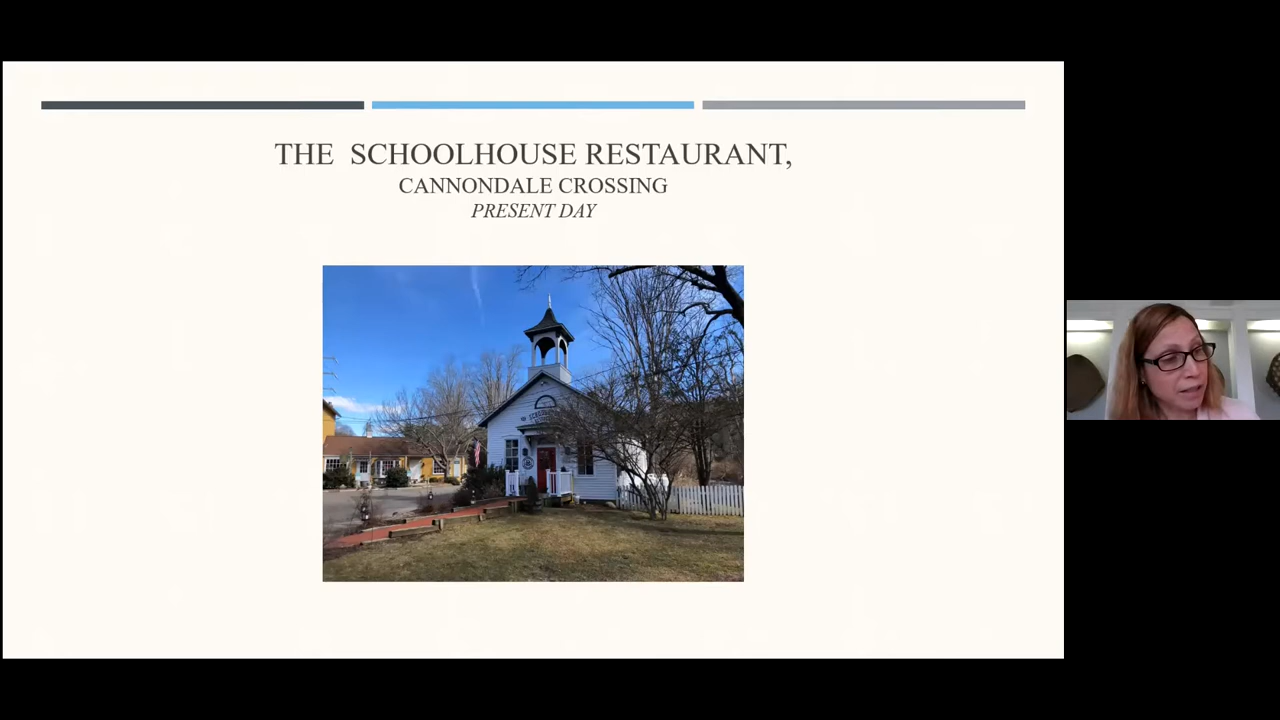 THE SCHOOLHOUSE RESTAURANT,
CANNONDALE CROSSING
PRESENT DAY